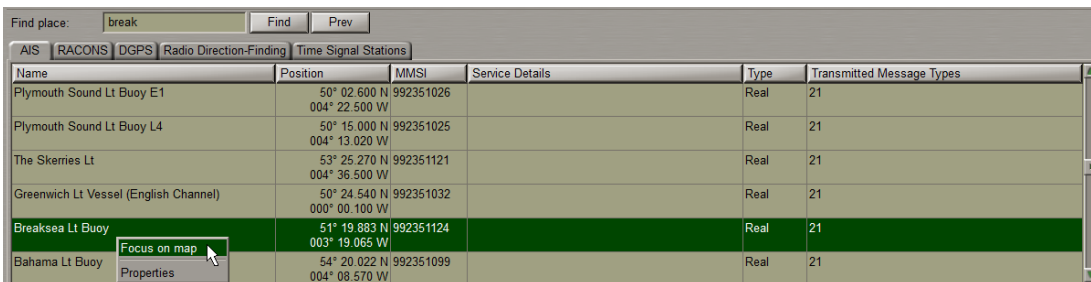 Find place: break Find Prev
AIS RACONS DGPS Radio Direction-Finding Time Signal Stations
Name Position MMSI Service Details Type Transmitted Message Types
Plymouth Sound Lt Buoy E1 50° 02.600 N 992351026 Real 21
004° 22.500 W
Plymouth Sound Lt Buoy L4 50° 15.000 N 992351025 Real 21
004° 13.020 W
The Skerries Lt 53° 25.270 N 992351121 Real 21
004° 36.500 W
Greenwich Lt Vessel (English Channel) 50° 24.540 N 992351032 Real 21
000° 00.100 W
Breaksea Lt Buoy 51° 19.883 N 992351124 Real 21
Focus on map 003° 19.065 W
Bahama Lt Buoy 54° 20.022 N 992351099 Real 21
Properties 004° 08.570 W